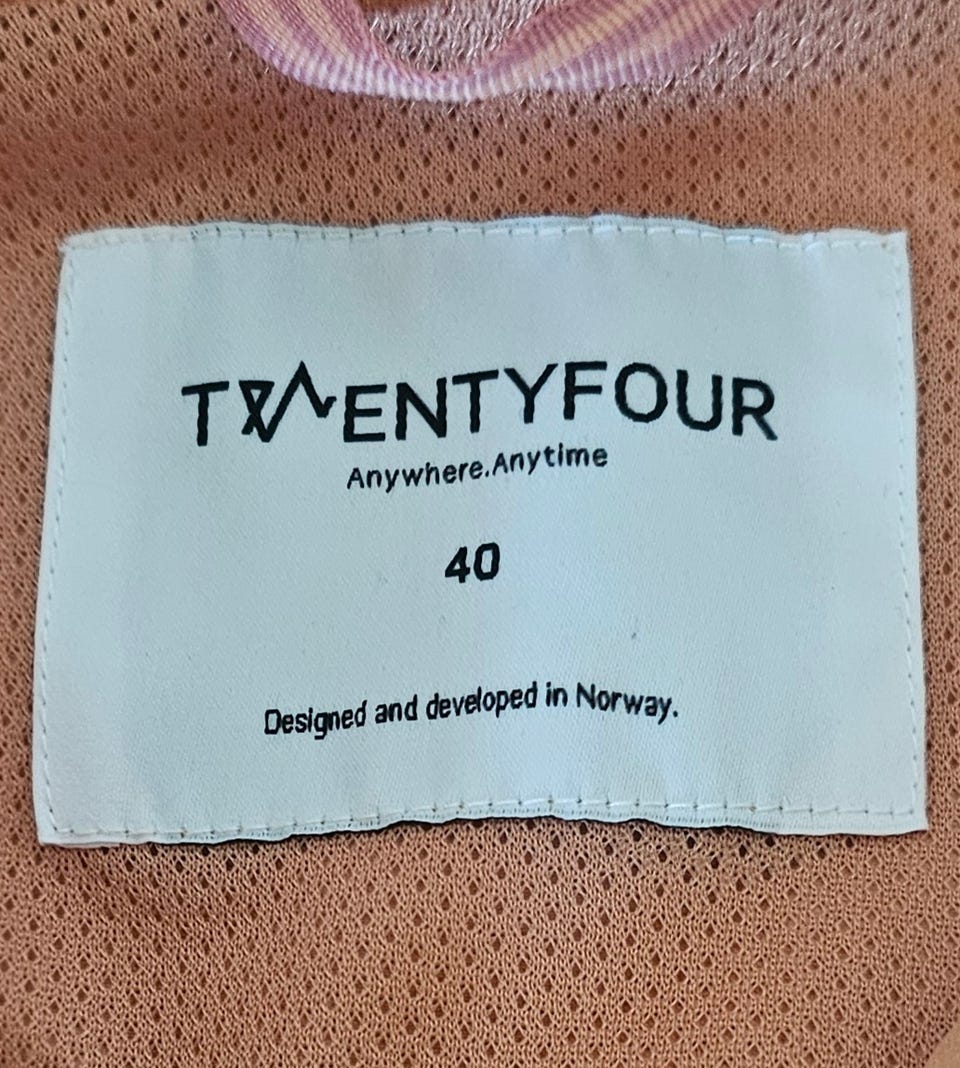 TWENTYFOUR
Anywhere.Anytime
40
Designed and developed in Norway.